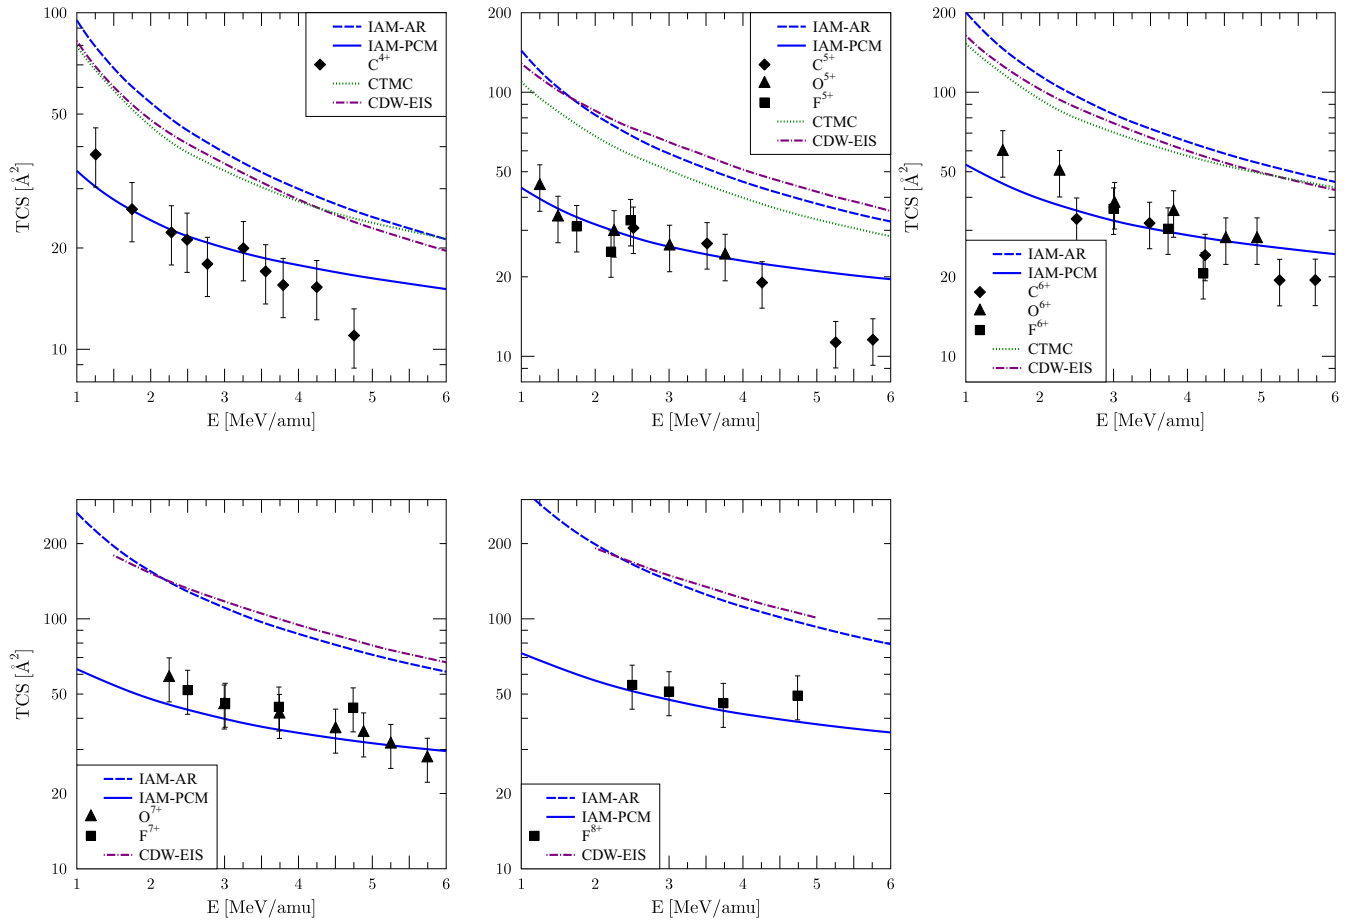 100
50
20
10
TCS [Å²]
1 2 3 4 5 6
E [MeV/amu]
IAM-AR
IAM-PCM
C⁴⁺
CTMC
CDW-EIS
200
100
50
20
10
1 2 3 4 5 6
E [MeV/amu]
IAM-AR
IAM-PCM
C⁵⁺
O⁵⁺
F⁵⁺
CTMC
CDW-EIS
200
100
50
20
10
TCS [Å²]
1 2 3 4 5 6
E [MeV/amu]
IAM-AR
IAM-PCM
C⁶⁺
O⁶⁺
F⁶⁺
CTMC
CDW-EIS
200
100
50
20
10
TCS [Å²]
1 2 3 4 5 6
E [MeV/amu]
IAM-AR
IAM-PCM
O⁷⁺
F⁷⁺
CDW-EIS
200
100
50
20
10
1 2 3 4 5 6
E [MeV/amu]
IAM-AR
IAM-PCM
F⁸⁺
CDW-EIS